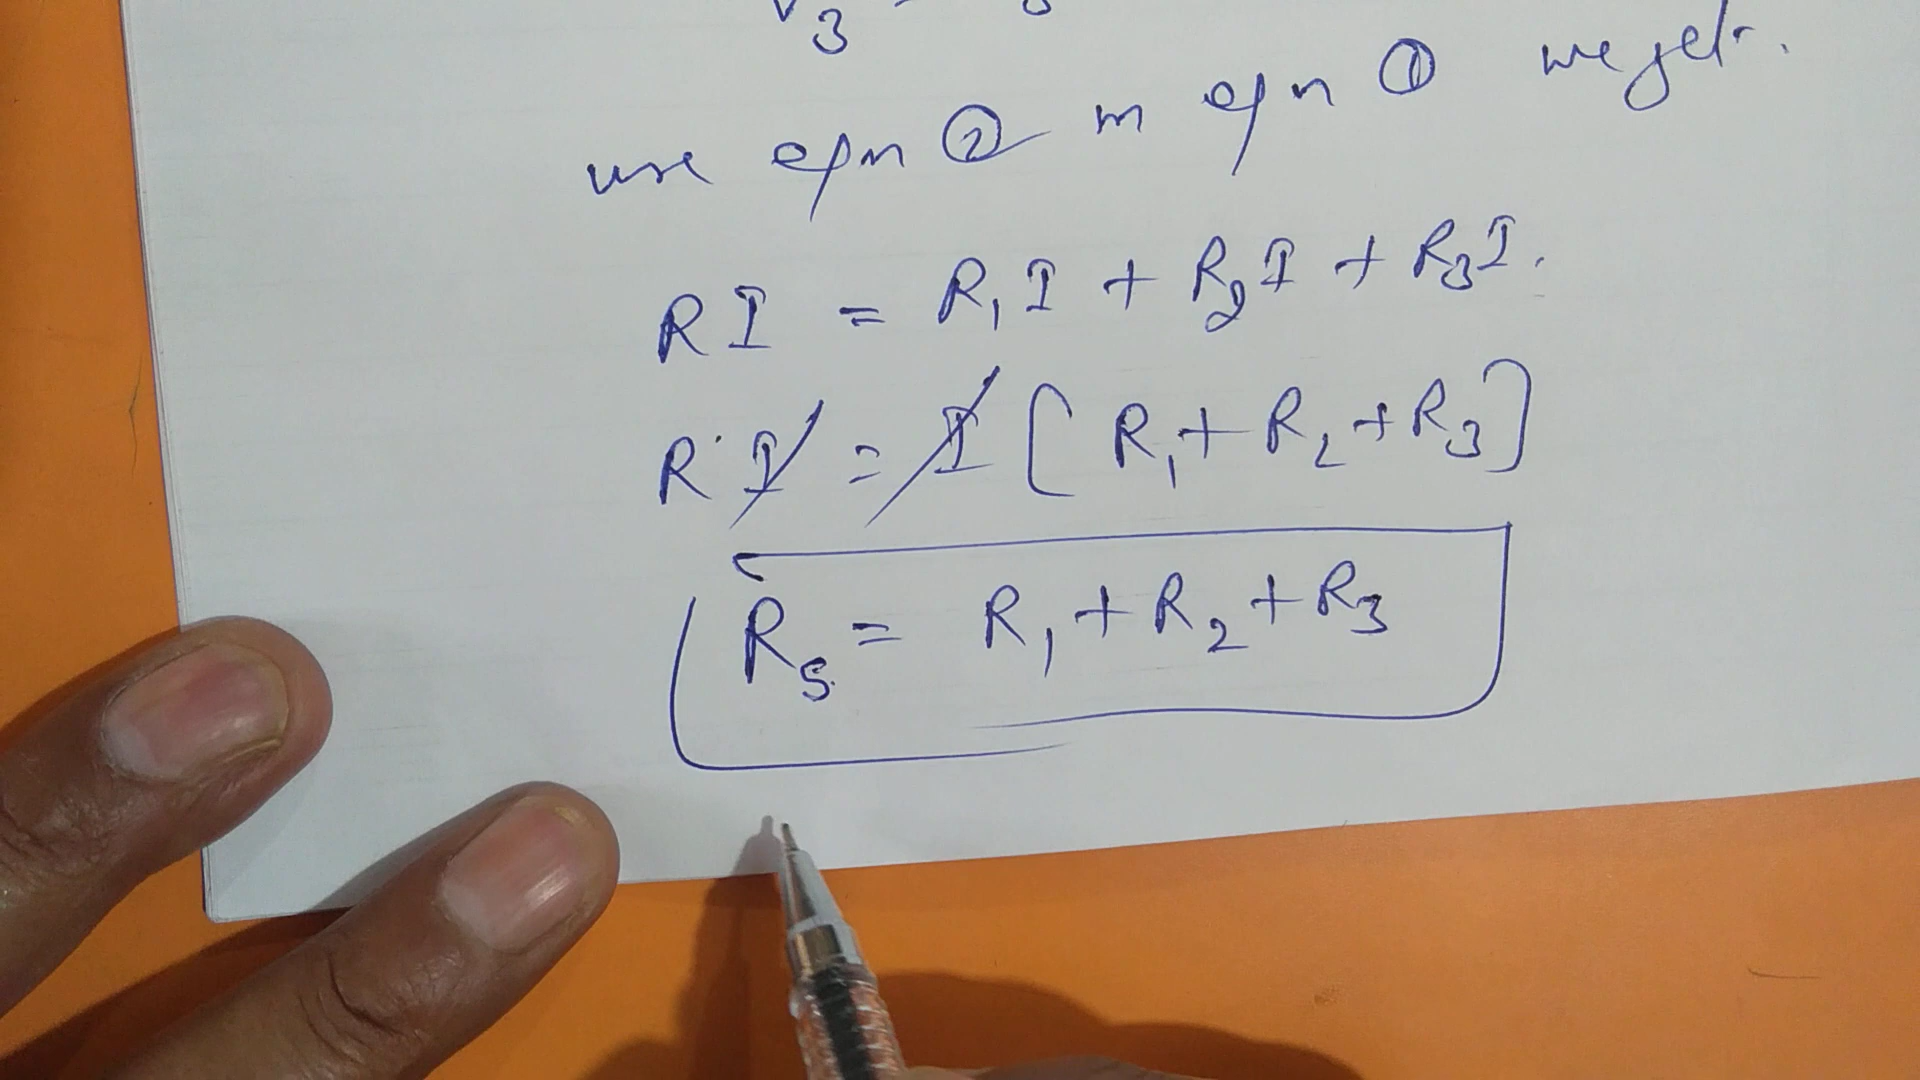 V₃ =
use eqn ② in eqn ① we get.
RI = R₁I + R₂I + R₃I.
R I = I [ R₁ + R₂ + R₃ ]
Rₛ = R₁ + R₂ + R₃